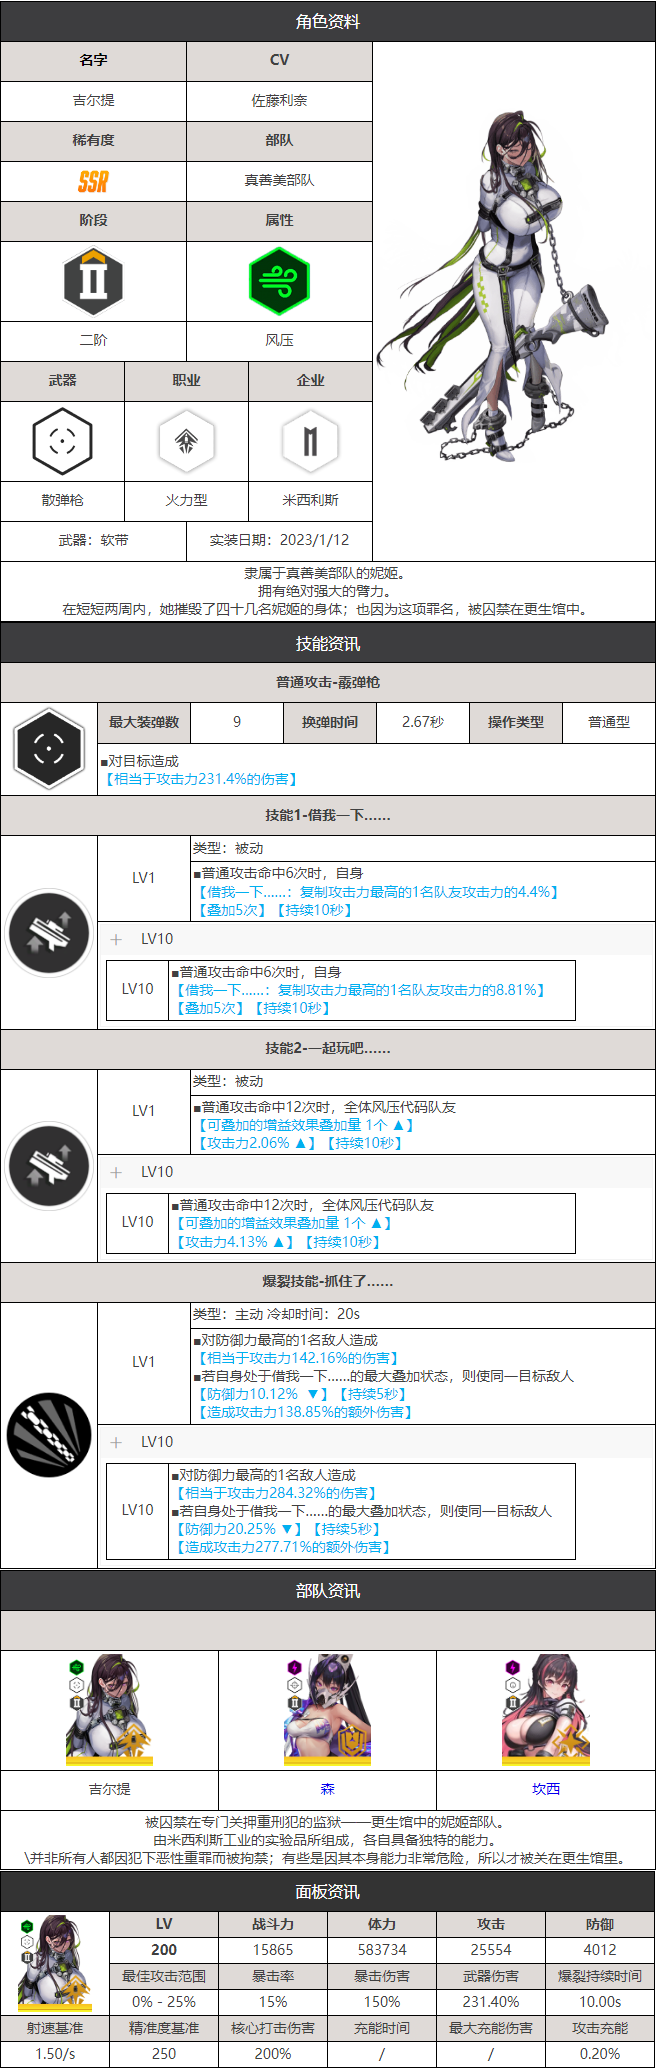 角色资料
名字 CV
吉尔提 佐藤利奈
稀有度 部队
SSR 真善美部队
阶段 属性
II
二阶 风压
武器 职业 企业
散弹枪 火力型 米西利斯
武器：软带 实装日期：2023/1/12
隶属于真善美部队的妮姬。
拥有绝对强大的臂力。
在短短两周内，她摧毁了四十几名妮姬的身体；也因为这项罪名，被囚禁在更生馆中。
技能资讯
普通攻击-霰弹枪
最大装弹数 9 换弹时间 2.67秒 操作类型 普通型
■对目标造成
【相当于攻击力231.4%的伤害】
技能1-借我一下......
类型：被动
LV1
■普通攻击命中6次时，自身
【借我一下......：复制攻击力最高的1名队友攻击力的4.4%】
【叠加5次】【持续10秒】
+ LV10
LV10
■普通攻击命中6次时，自身
【借我一下......：复制攻击力最高的1名队友攻击力的8.81%】
【叠加5次】【持续10秒】
技能2-一起玩吧......
类型：被动
LV1
■普通攻击命中12次时，全体风压代码队友
【可叠加的增益效果叠加量 1个 ▲】
【攻击力2.06% ▲】【持续10秒】
+ LV10
LV10
■普通攻击命中12次时，全体风压代码队友
【可叠加的增益效果叠加量 1个 ▲】
【攻击力4.13% ▲】【持续10秒】
爆裂技能-抓住了......
类型：主动 冷却时间：20s
LV1
■对防御力最高的1名敌人造成
【相当于攻击力142.16%的伤害】
■若自身处于借我一下......的最大叠加状态，则使同一目标敌人
【防御力10.12% ▼】【持续5秒】
【造成攻击力138.85%的额外伤害】
+ LV10
LV10
■对防御力最高的1名敌人造成
【相当于攻击力284.32%的伤害】
■若自身处于借我一下......的最大叠加状态，则使同一目标敌人
【防御力20.25% ▼】【持续5秒】
【造成攻击力277.71%的额外伤害】
部队资讯
吉尔提 森 坎西
被囚禁在专门关押重刑犯的监狱——更生馆中的妮姬部队。
由米西利斯工业的实验品所组成，各自具备独特的能力。
\并非所有人都因犯下恶性重罪而被拘禁；有些是因其本身能力非常危险，所以才被关在更生馆里。
面板资讯
LV 战斗力 体力 攻击 防御
200 15865 583734 25554 4012
最佳攻击范围 暴击率 暴击伤害 武器伤害 爆裂持续时间
0% - 25% 15% 150% 231.40% 10.00s
射速基准 精准度基准 核心打击伤害 充能时间 最大充能伤害 攻击充能
1.50/s 250 200% / / 0.20%